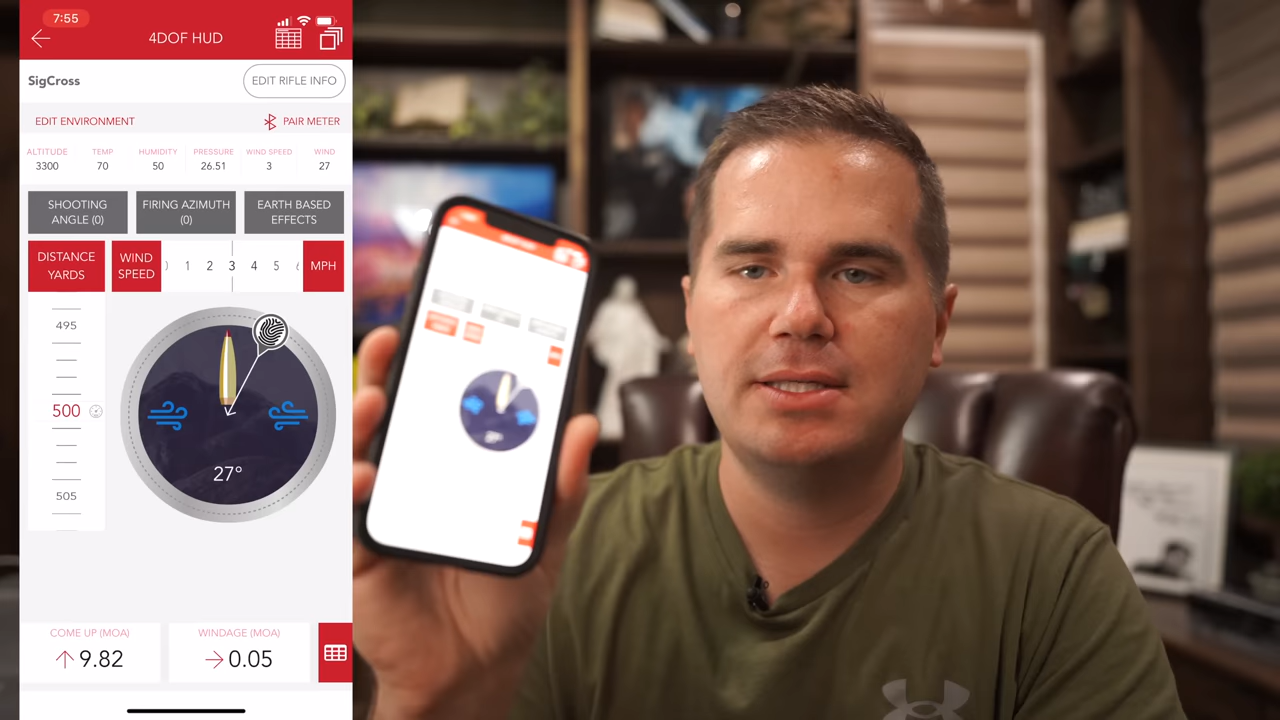 7:55
4DOF HUD
SigCross
EDIT RIFLE INFO
EDIT ENVIRONMENT
PAIR METER
ALTITUDE TEMP HUMIDITY PRESSURE WIND SPEED WIND
3300 70 50 26.51 3 27
SHOOTING
ANGLE (0)
FIRING AZIMUTH
(0)
EARTH BASED
EFFECTS
DISTANCE
YARDS
WIND
SPEED
1 2 3 4 5
MPH
495
500
505
27°
COME UP (MOA)
9.82
WINDAGE (MOA)
0.05